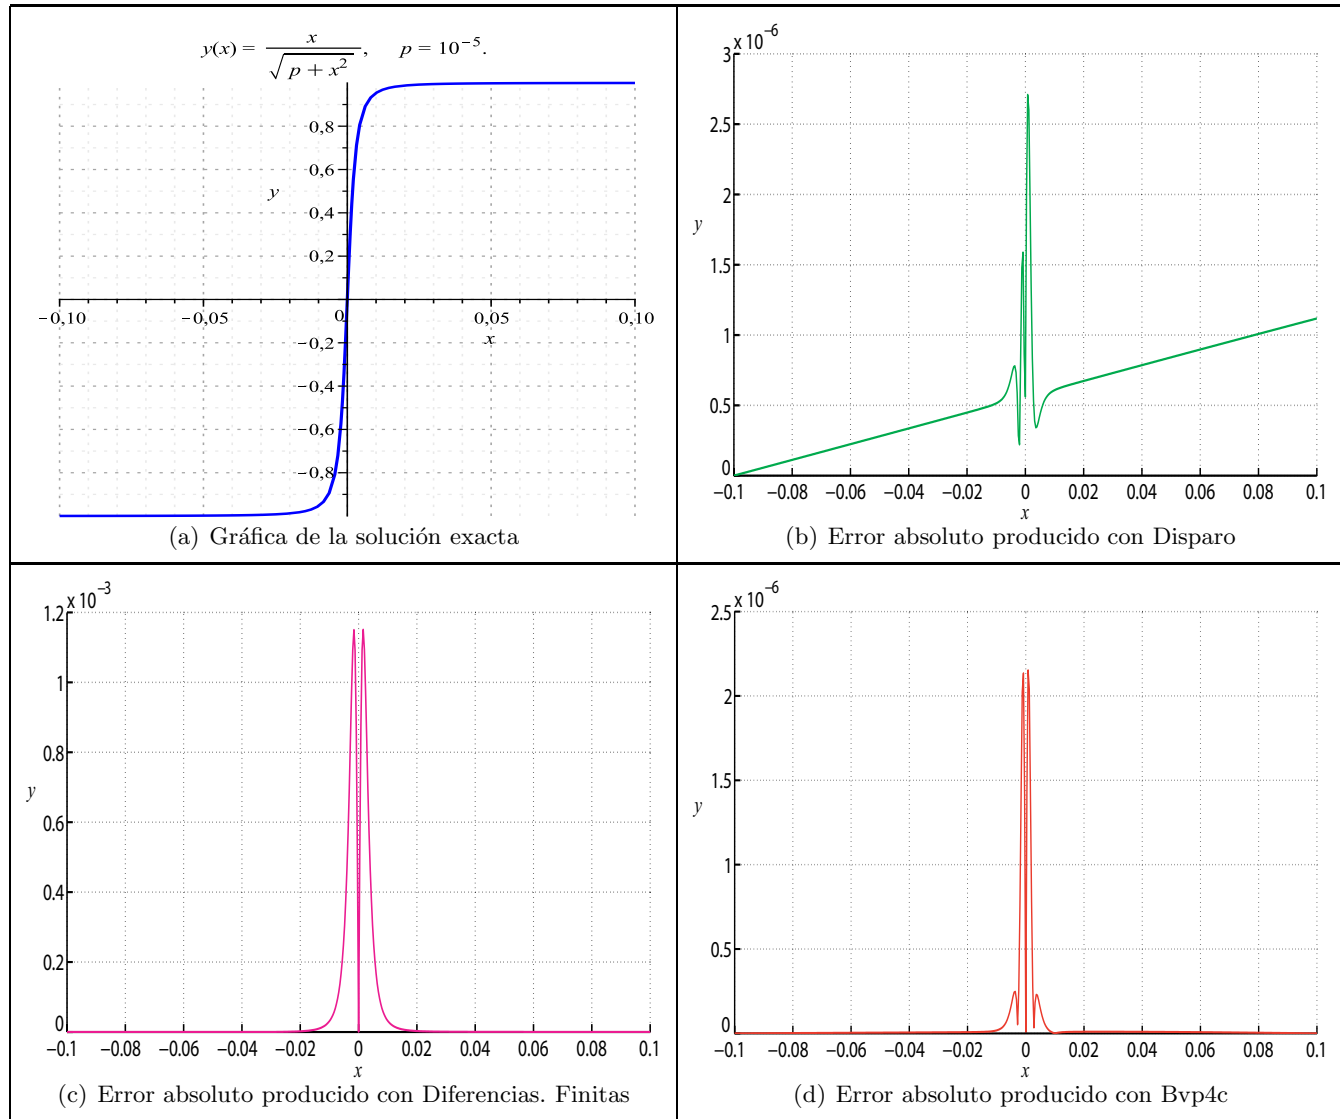 y(x) = x / √(p + x²), p = 10⁻⁵.
0,8
0,6
y
0,4
0,2
−0,10 −0,05 0 0,05 0,10
x
−0,2
−0,4
−0,6
−0,8
(a) Gráfica de la solución exacta
3 x 10⁻⁶
2.5
2
y
1.5
1
0.5
0
−0.1 −0.08 −0.06 −0.04 −0.02 0 0.02 0.04 0.06 0.08 0.1
x
(b) Error absoluto producido con Disparo
1.2 x 10⁻³
1
0.8
y
0.6
0.4
0.2
0
−0.1 −0.08 −0.06 −0.04 −0.02 0 0.02 0.04 0.06 0.08 0.1
x
(c) Error absoluto producido con Diferencias. Finitas
2.5 x 10⁻⁶
2
1.5
y
1
0.5
0
−0.1 −0.08 −0.06 −0.04 −0.02 0 0.02 0.04 0.06 0.08 0.1
x
(d) Error absoluto producido con Bvp4c